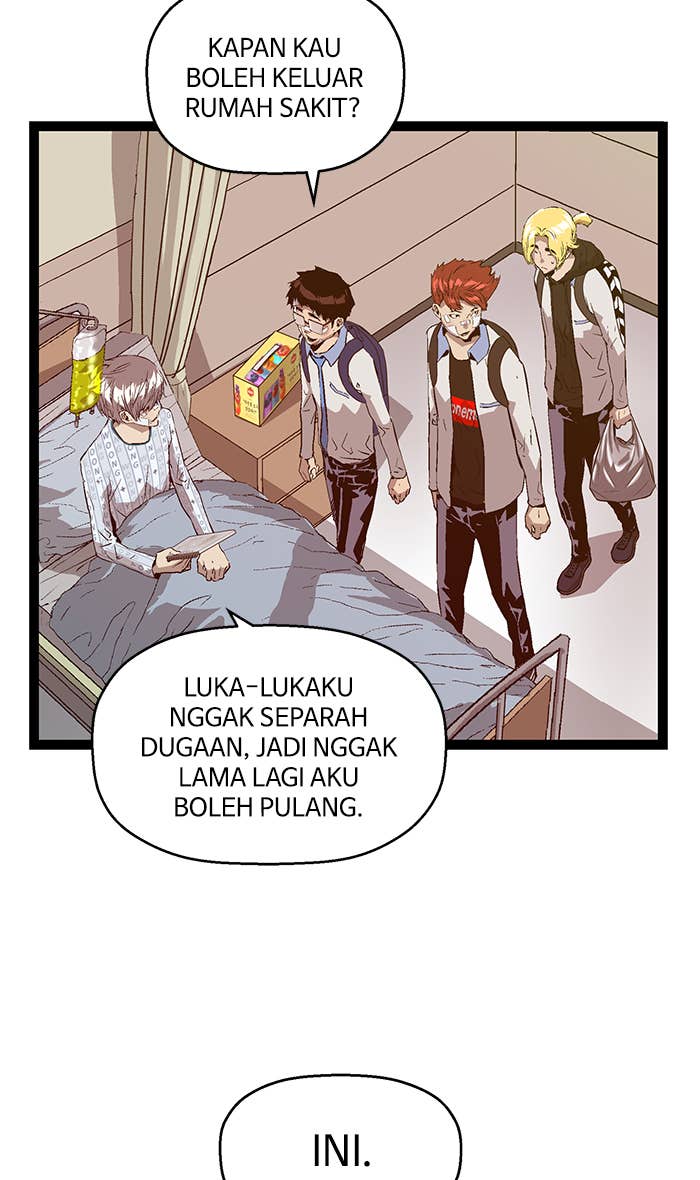 KAPAN KAU
BOLEH KELUAR
RUMAH SAKIT?
LUKA-LUKAKU
NGGAK SEPARAH
DUGAAN, JADI NGGAK
LAMA LAGI AKU
BOLEH PULANG.
INI.